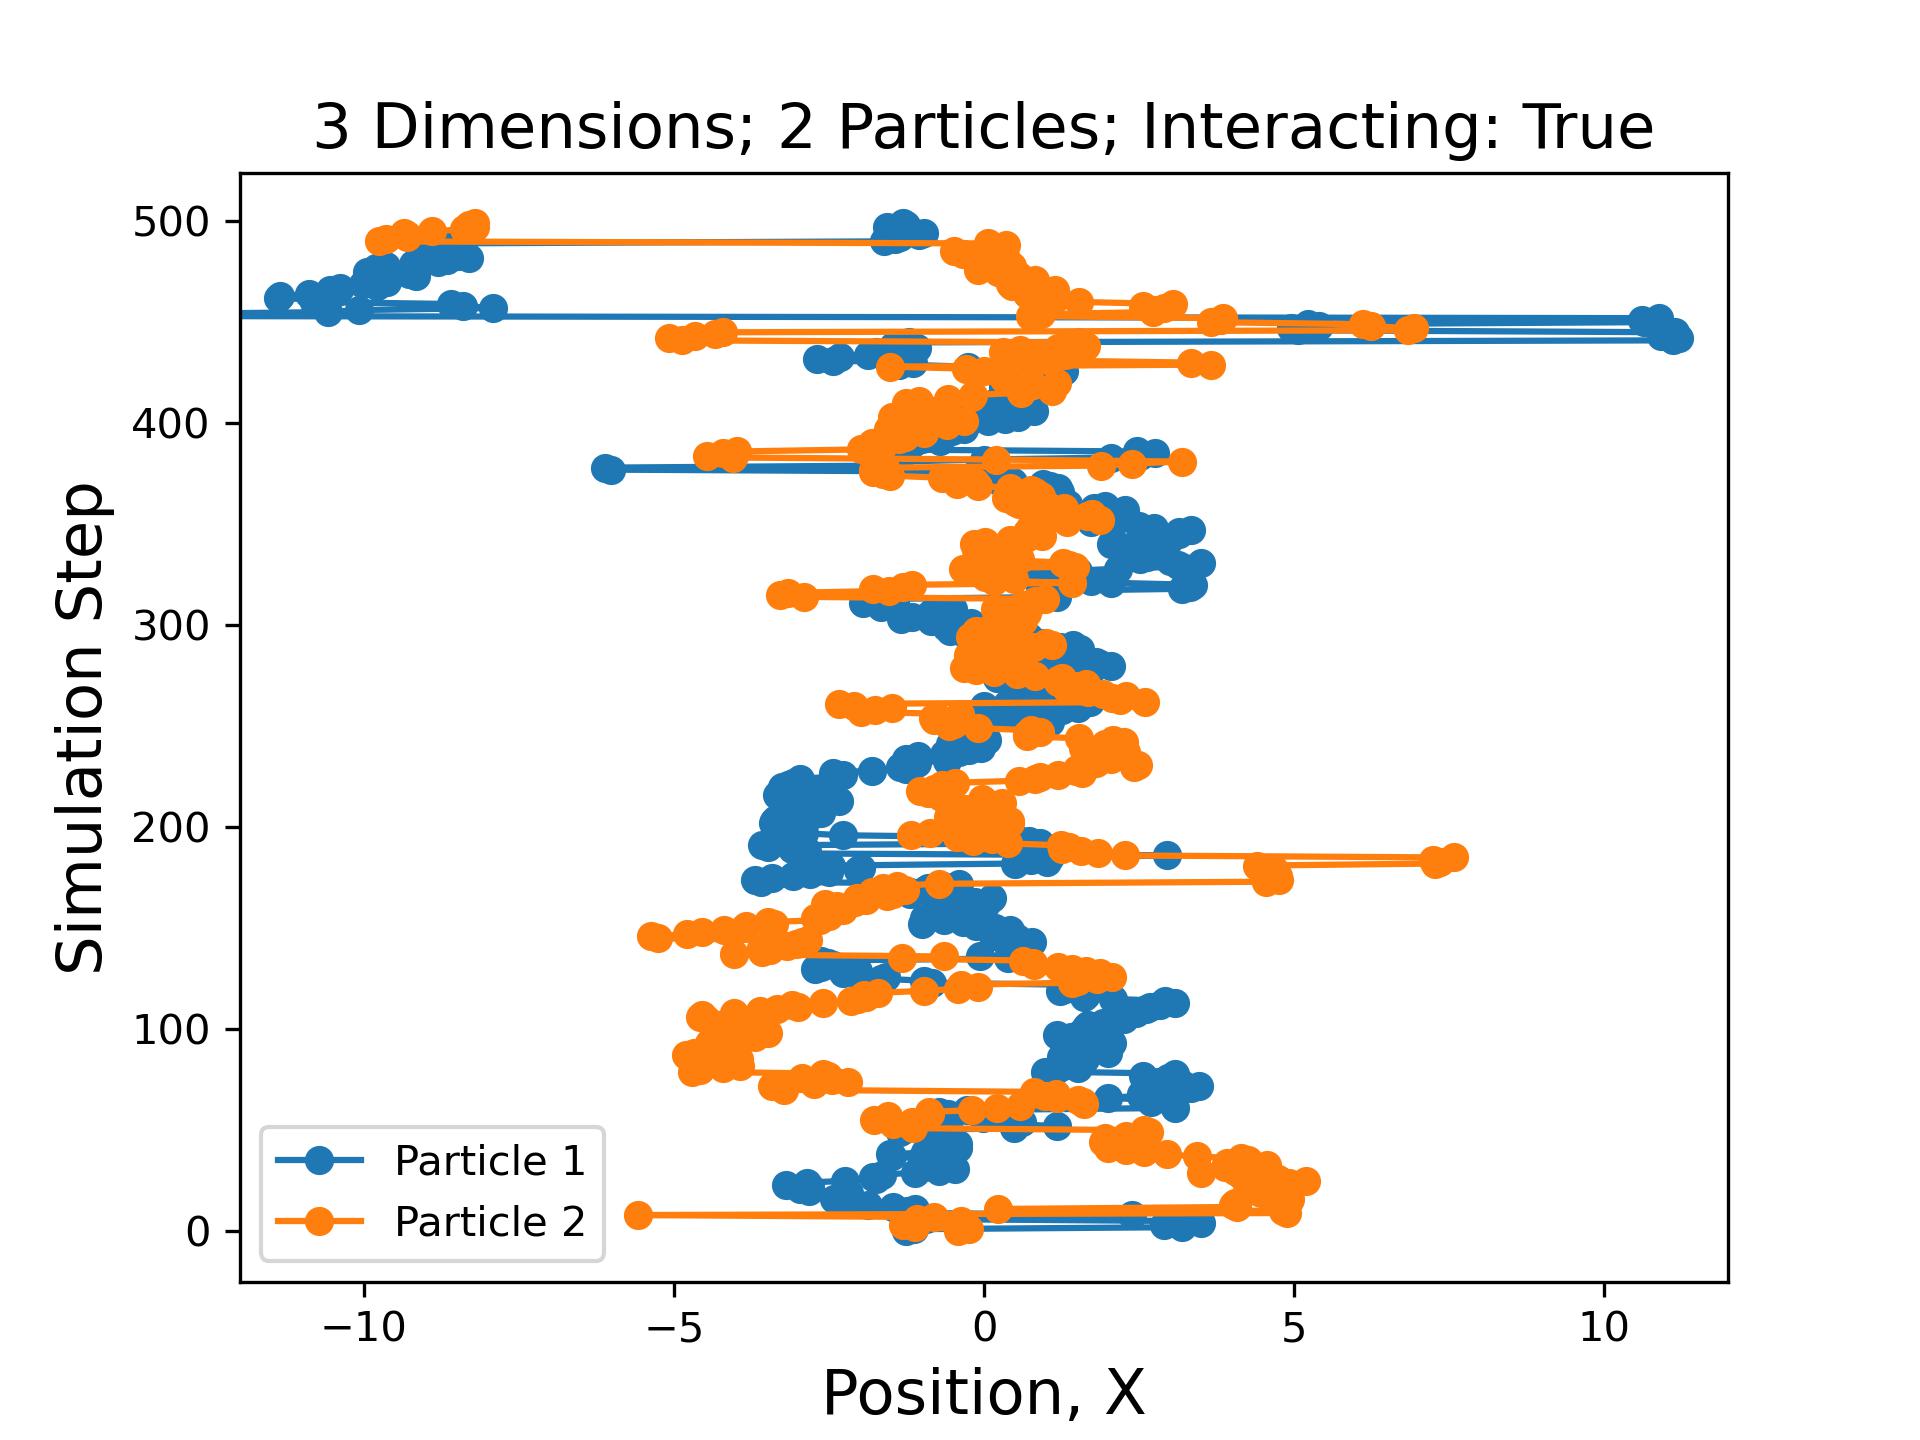 3 Dimensions; 2 Particles; Interacting: True
Simulation Step
500
400
300
200
100
0
Particle 1
Particle 2
−10
−5
0
5
10
Position, X